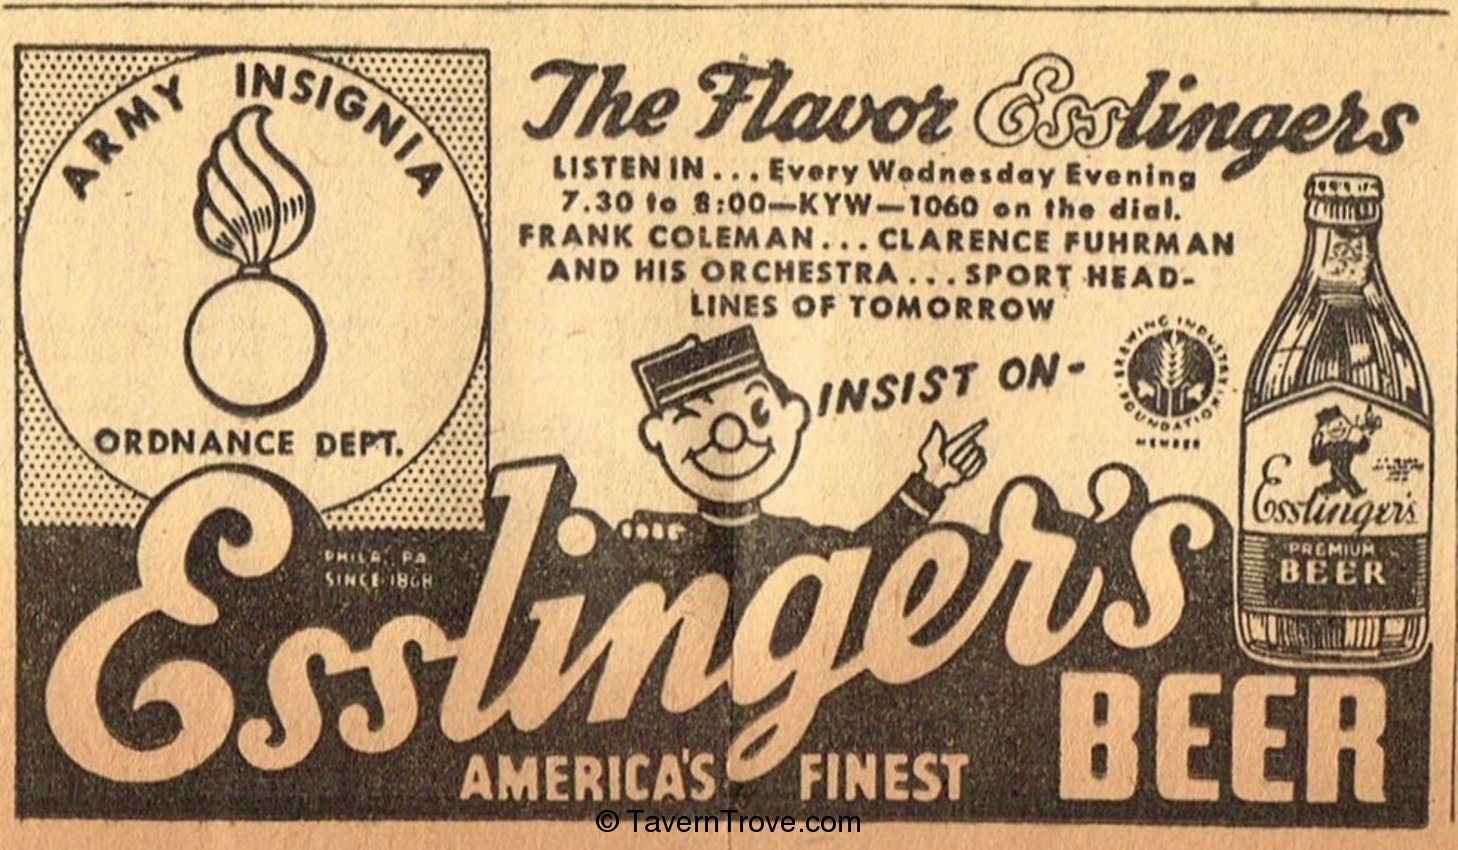 ARMY INSIGNIA
ORDNANCE DEPT.
The Flavor Esslingers
LISTEN IN... Every Wednesday Evening
7.30 to 8:00—KYW—1060 on the dial.
FRANK COLEMAN... CLARENCE FUHRMAN
AND HIS ORCHESTRA... SPORT HEAD-
LINES OF TOMORROW
INSIST ON-
BREWING INDUSTRY FOUNDATION
MEMBER
Esslinger's
PREMIUM
BEER
PHILA. PA
SINCE 1868
Esslinger's
BEER
AMERICA'S FINEST
© TavernTrove.com